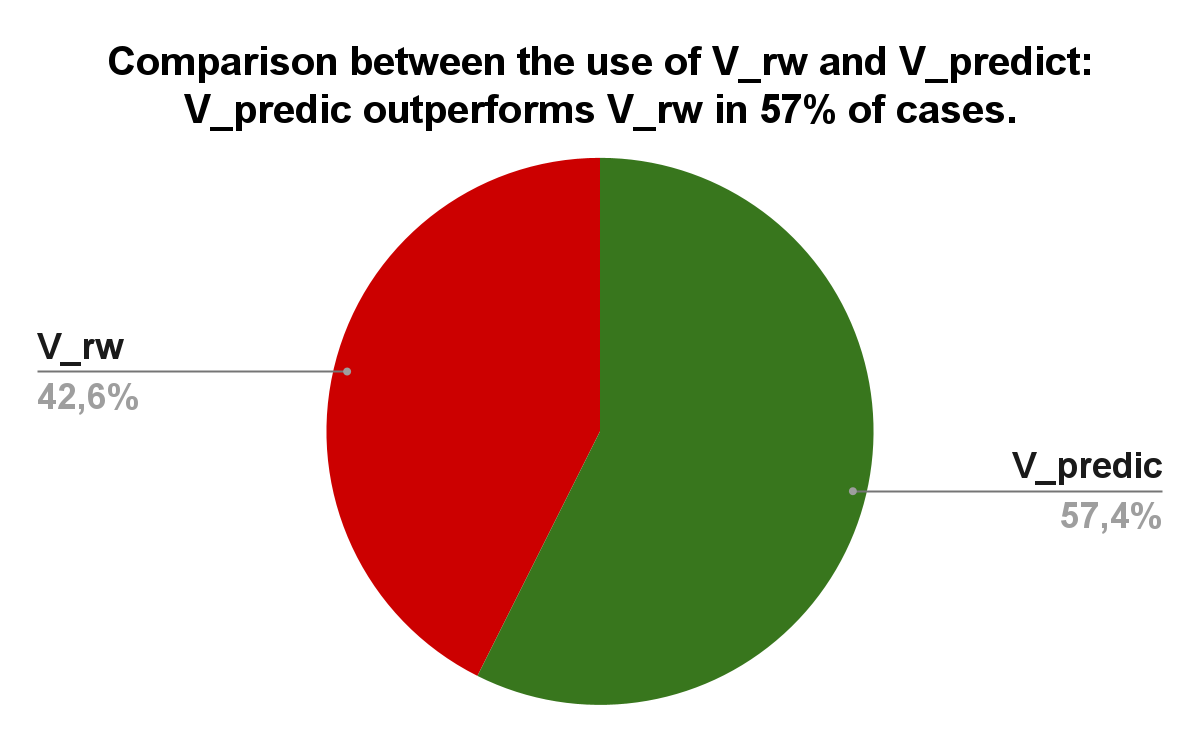 Comparison between the use of V_rw and V_predict:
V_predic outperforms V_rw in 57% of cases.
V_rw
42,6%
V_predic
57,4%